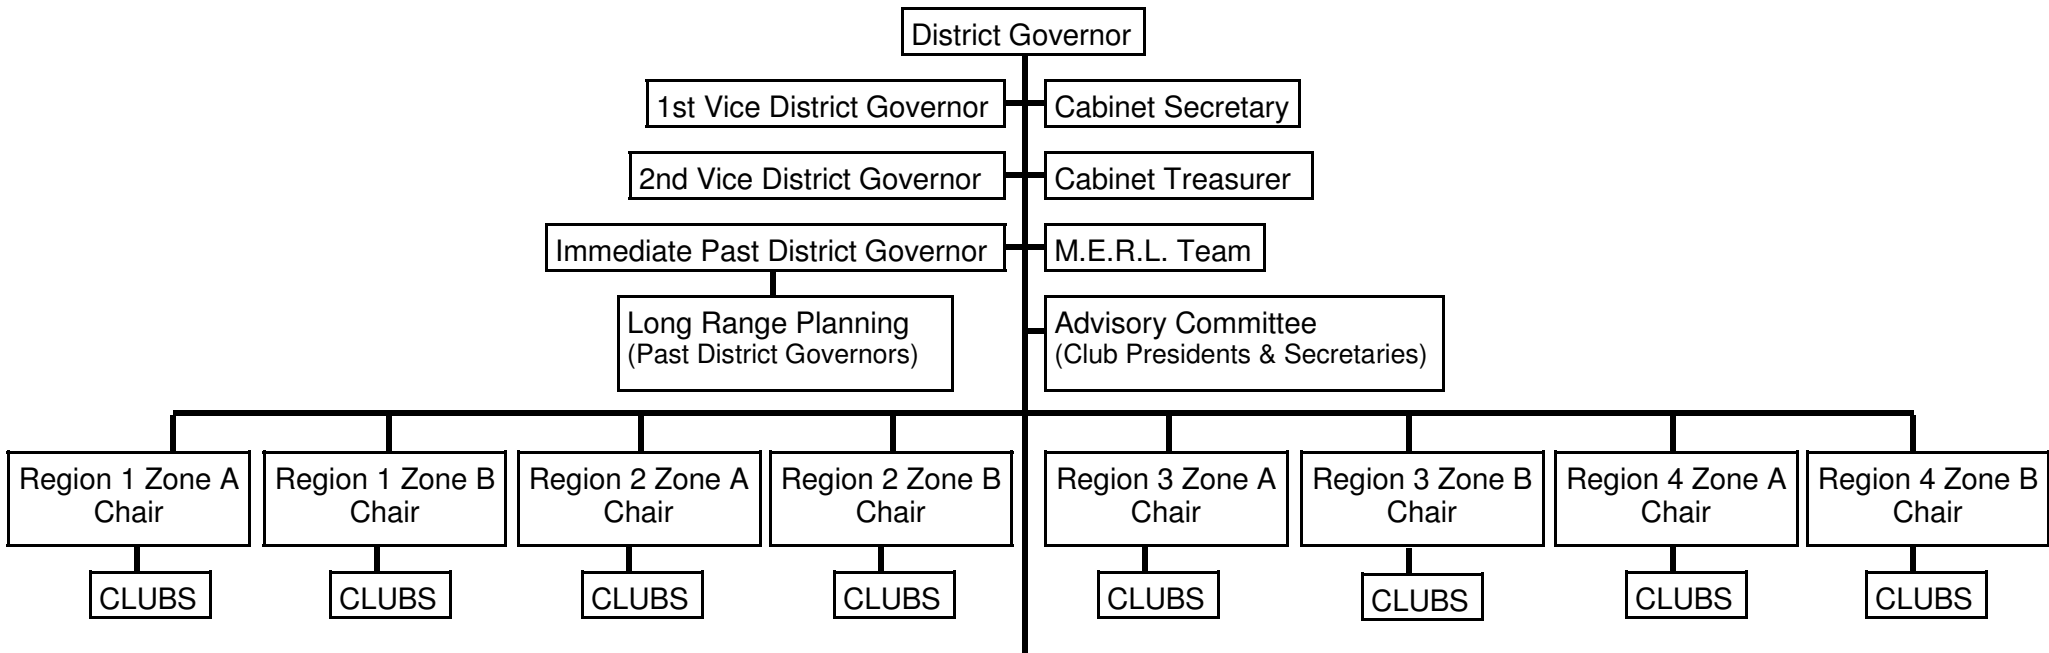 District Governor
1st Vice District Governor
Cabinet Secretary
2nd Vice District Governor
Cabinet Treasurer
Immediate Past District Governor
M.E.R.L. Team
Long Range Planning
(Past District Governors)
Advisory Committee
(Club Presidents & Secretaries)
Region 1 Zone A
Chair
Region 1 Zone B
Chair
Region 2 Zone A
Chair
Region 2 Zone B
Chair
Region 3 Zone A
Chair
Region 3 Zone B
Chair
Region 4 Zone A
Chair
Region 4 Zone B
Chair
CLUBS
CLUBS
CLUBS
CLUBS
CLUBS
CLUBS
CLUBS
CLUBS